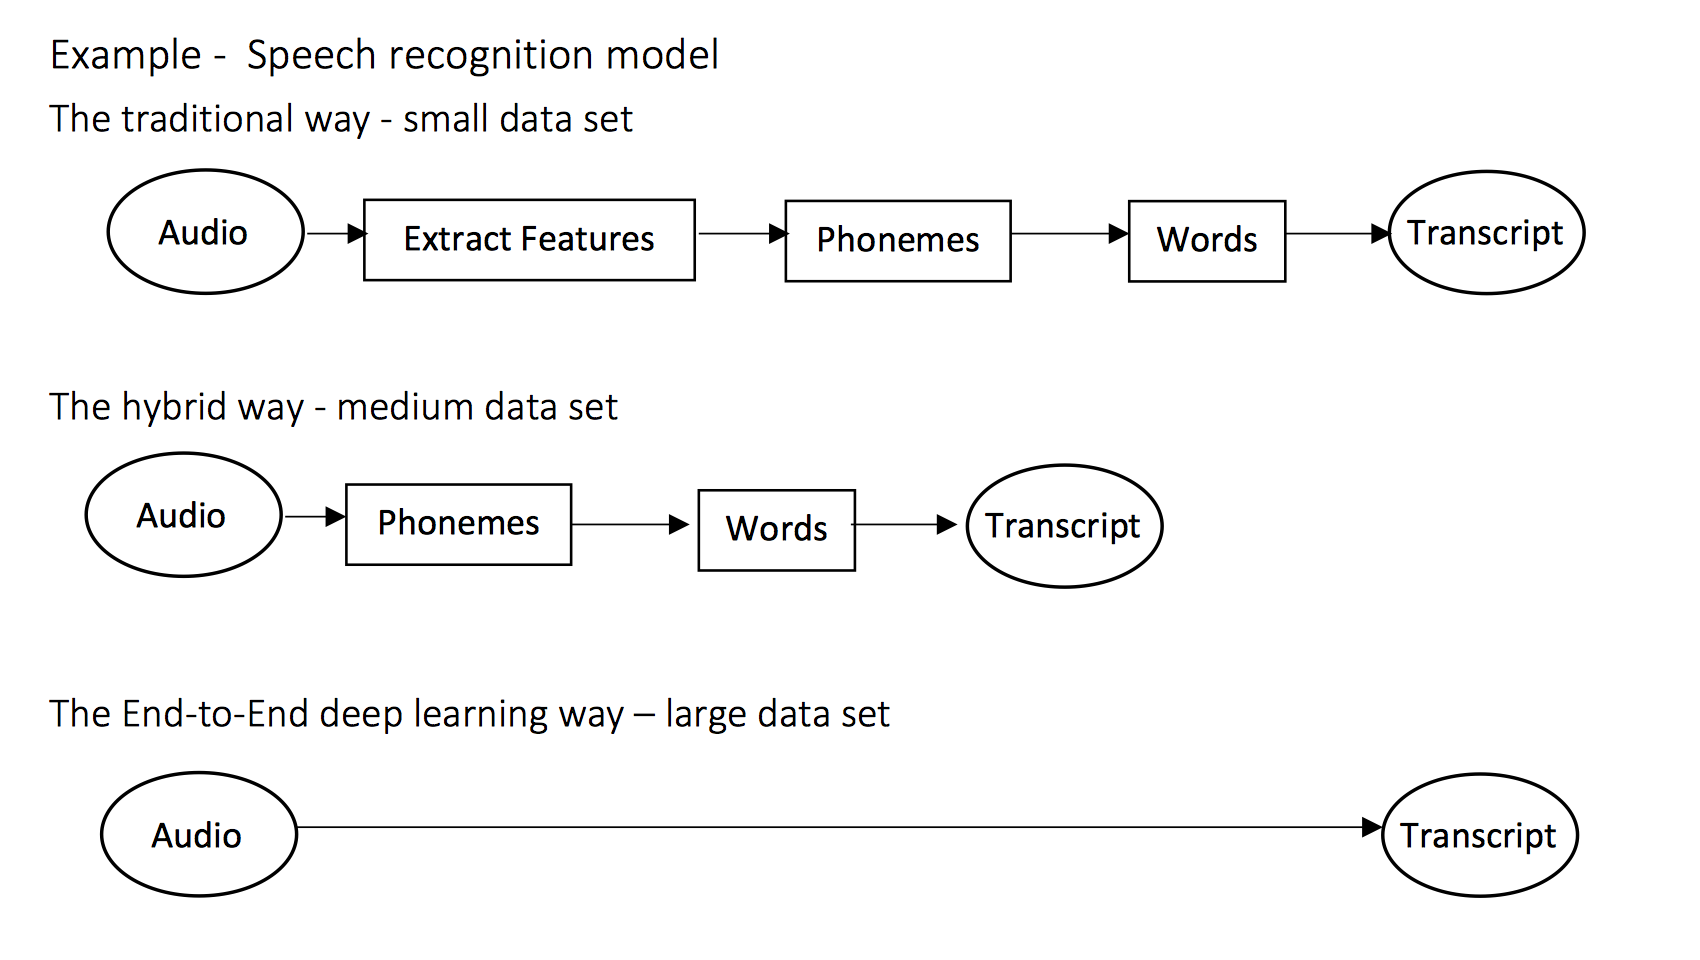 Example - Speech recognition model
The traditional way - small data set
Audio
Extract Features
Phonemes
Words
Transcript
The hybrid way - medium data set
Audio
Phonemes
Words
Transcript
The End-to-End deep learning way – large data set
Audio
Transcript